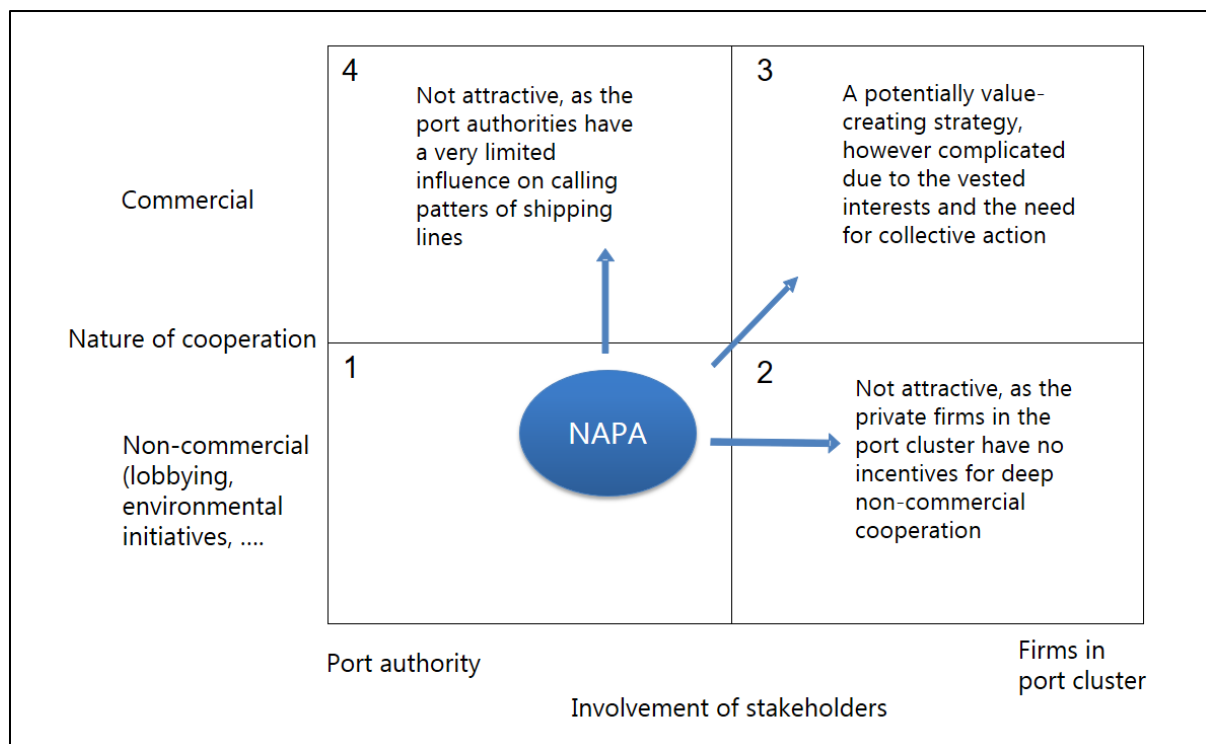 4
Not attractive, as the
port authorities have
a very limited
influence on calling
patters of shipping
lines
3
A potentially value-
creating strategy,
however complicated
due to the vested
interests and the need
for collective action
Commercial
Nature of cooperation
1
NAPA
2
Not attractive, as the
private firms in the
port cluster have no
incentives for deep
non-commercial
cooperation
Non-commercial
(lobbying,
environmental
initiatives, ....
Port authority
Firms in
port cluster
Involvement of stakeholders